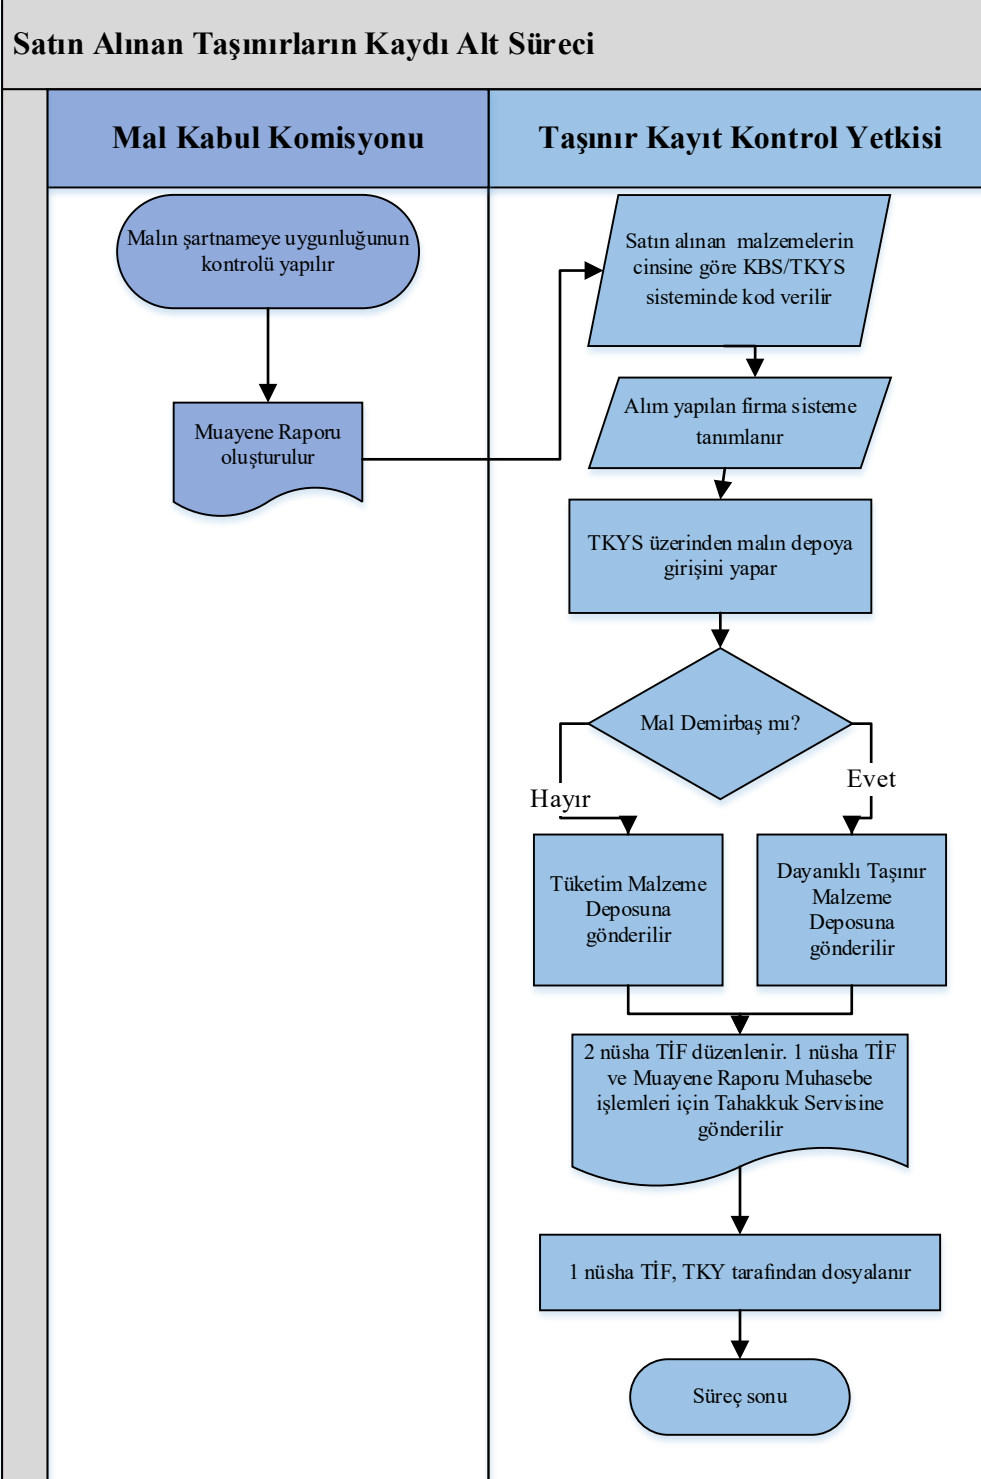 Satın Alınan Taşınırların Kaydı Alt Süreci
Mal Kabul Komisyonu
Taşınır Kayıt Kontrol Yetkisi
Malın şartnameye uygunluğunun
kontrolü yapılır
Muayene Raporu
oluşturulur
Satın alınan malzemelerin
cinsine göre KBS/TKYS
sisteminde kod verilir
Alım yapılan firma sisteme
tanımlanır
TKYS üzerinden malın depoya
girişini yapar
Mal Demirbaş mı?
Hayır
Evet
Tüketim Malzeme
Deposuna
gönderilir
Dayanıklı Taşınır
Malzeme
Deposuna
gönderilir
2 nüsha TİF düzenlenir. 1 nüsha TİF
ve Muayene Raporu Muhasebe
işlemleri için Tahakkuk Servisine
gönderilir
1 nüsha TİF, TKY tarafından dosyalanır
Süreç sonu